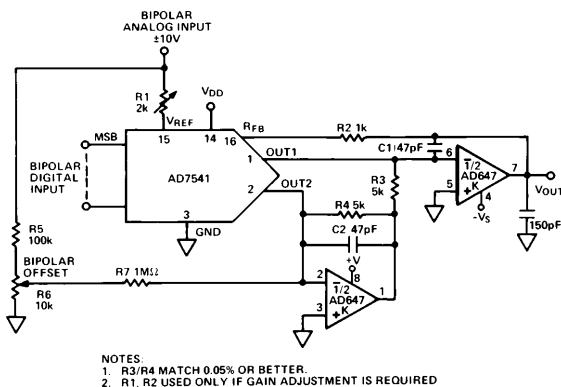 BIPOLAR
ANALOG INPUT
±10V
R1
2k
VDD
VREF
15
14
16
RFB
R2 1k
C1 47pF
MSB
BIPOLAR
DIGITAL
INPUT
AD7541
1
OUT1
2
OUT2
3
GND
R3
5k
R4 5k
C2 47pF
+V
6
1/2
AD647
K
7
VOUT
5
+
4
-VS
150pF
R5
100k
BIPOLAR
OFFSET
R6
10k
R7 1MΩ
2
1/2
AD647
K
8
1
3
+
NOTES:
1. R3/R4 MATCH 0.05% OR BETTER.
2. R1, R2 USED ONLY IF GAIN ADJUSTMENT IS REQUIRED